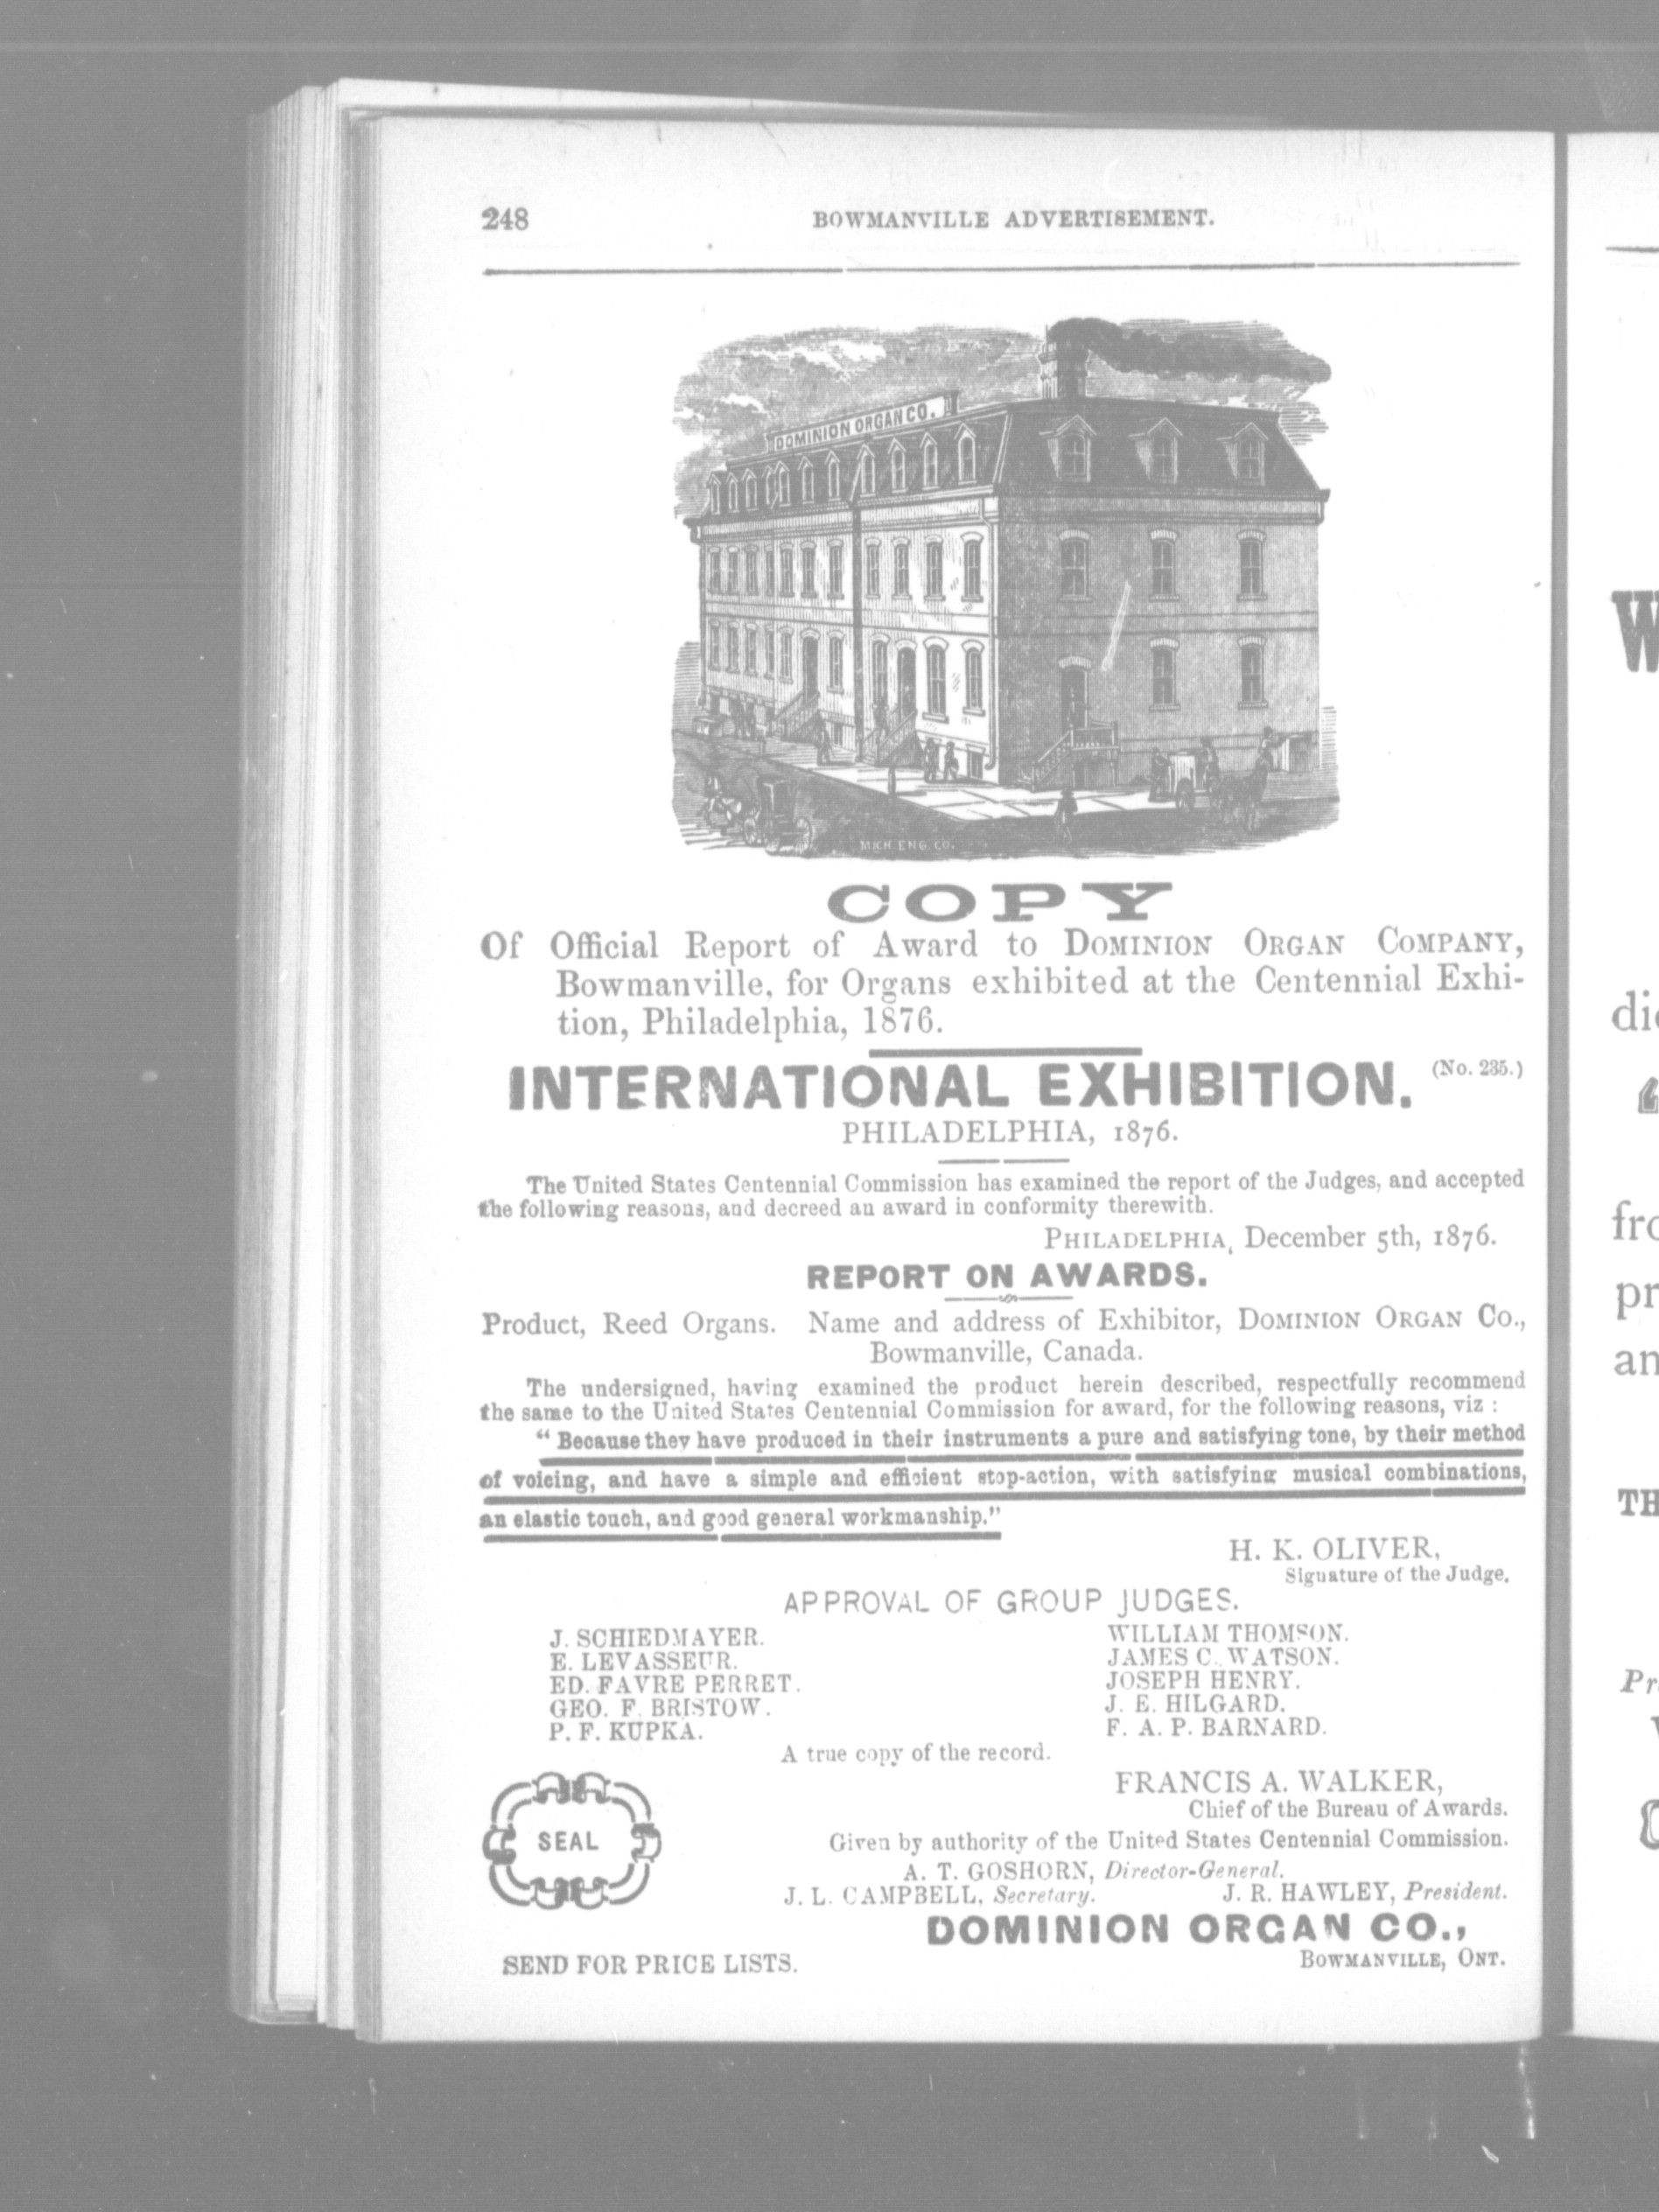 248
BOWMANVILLE ADVERTISEMENT.
DOMINION ORGAN CO.
MICH. ENG. CO.
COPY
Of Official Report of Award to DOMINION ORGAN COMPANY,
Bowmanville, for Organs exhibited at the Centennial Exhi-
tion, Philadelphia, 1876.
INTERNATIONAL EXHIBITION. (No. 235.)
PHILADELPHIA, 1876.
The United States Centennial Commission has examined the report of the Judges, and accepted
the following reasons, and decreed an award in conformity therewith.
PHILADELPHIA, December 5th, 1876.
REPORT ON AWARDS.
Product, Reed Organs. Name and address of Exhibitor, DOMINION ORGAN Co.,
Bowmanville, Canada.
The undersigned, having examined the product herein described, respectfully recommend
the same to the United States Centennial Commission for award, for the following reasons, viz :
“ Because they have produced in their instruments a pure and satisfying tone, by their method
of voicing, and have a simple and efficient stop-action, with satisfying musical combinations,
an elastic touch, and good general workmanship.”
H. K. OLIVER,
Signature of the Judge.
APPROVAL OF GROUP JUDGES.
J. SCHIEDMAYER.
E. LEVASSEUR.
ED. FAVRE PERRET.
GEO. F. BRISTOW.
P. F. KUPKA.
WILLIAM THOMSON.
JAMES C. WATSON.
JOSEPH HENRY.
J. E. HILGARD.
F. A. P. BARNARD.
A true copy of the record.
FRANCIS A. WALKER,
Chief of the Bureau of Awards.
SEAL
Given by authority of the United States Centennial Commission.
A. T. GOSHORN, Director-General.
J. L. CAMPBELL, Secretary. J. R. HAWLEY, President.
DOMINION ORGAN CO.,
SEND FOR PRICE LISTS. BOWMANVILLE, ONT.